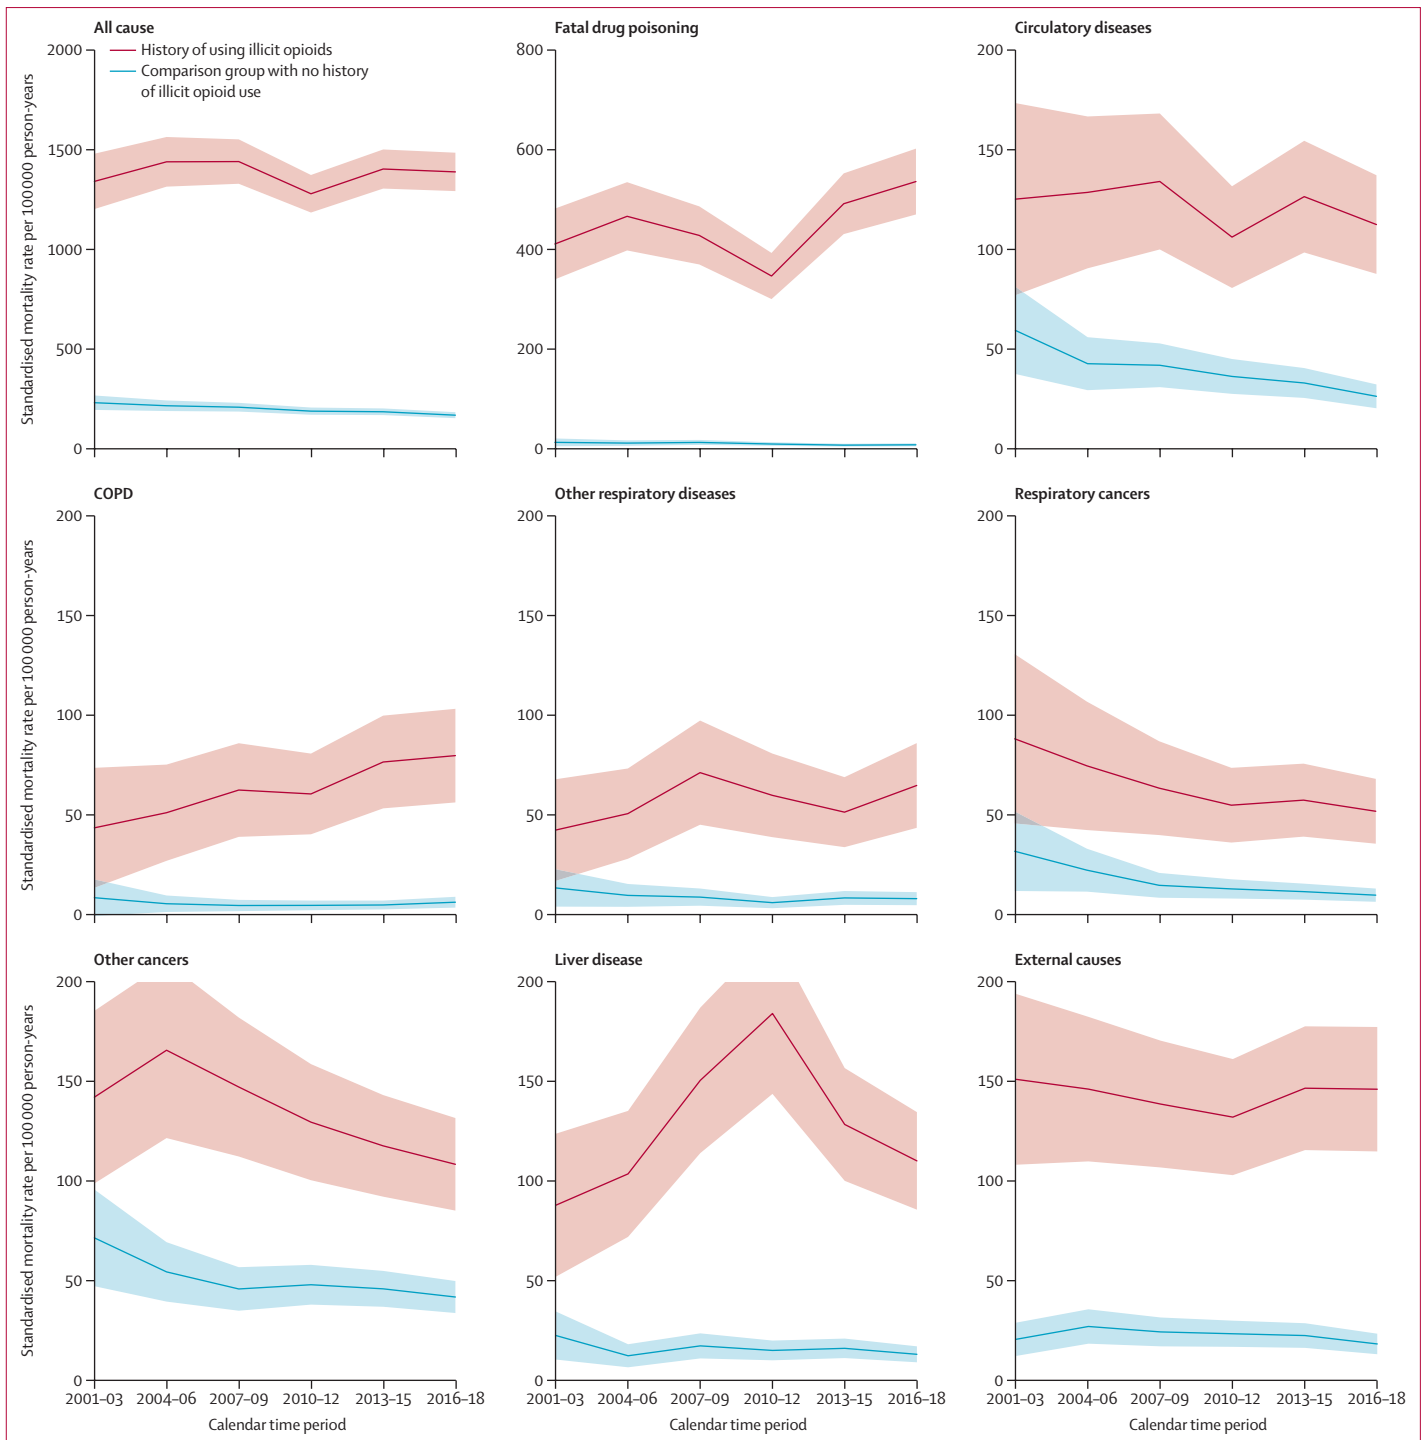 All cause
History of using illicit opioids
Comparison group with no history
of illicit opioid use
Standardised mortality rate per 100 000 person-years
2000
1500
1000
500
0
Fatal drug poisoning
800
600
400
200
0
Circulatory diseases
200
150
100
50
0
COPD
Standardised mortality rate per 100 000 person-years
200
150
100
50
0
Other respiratory diseases
200
150
100
50
0
Respiratory cancers
200
150
100
50
0
Other cancers
Standardised mortality rate per 100 000 person-years
200
150
100
50
0
2001–03 2004–06 2007–09 2010–12 2013–15 2016–18
Calendar time period
Liver disease
200
150
100
50
0
2001–03 2004–06 2007–09 2010–12 2013–15 2016–18
Calendar time period
External causes
200
150
100
50
0
2001–03 2004–06 2007–09 2010–12 2013–15 2016–18
Calendar time period